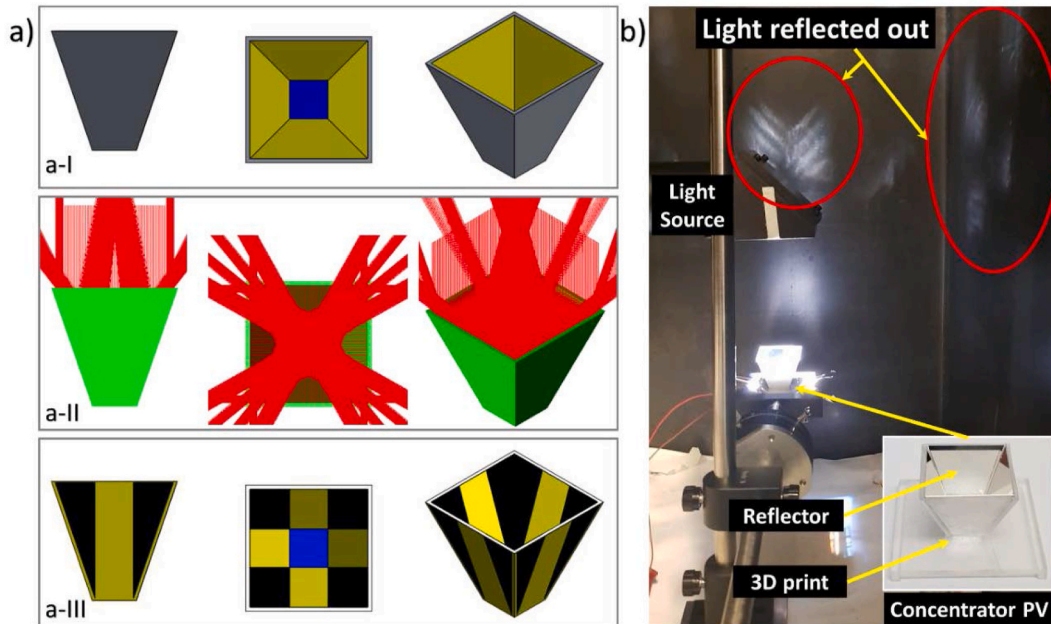 a)
a-I
a-II
a-III
b)
Light reflected out
Light
Source
Reflector
3D print
Concentrator PV